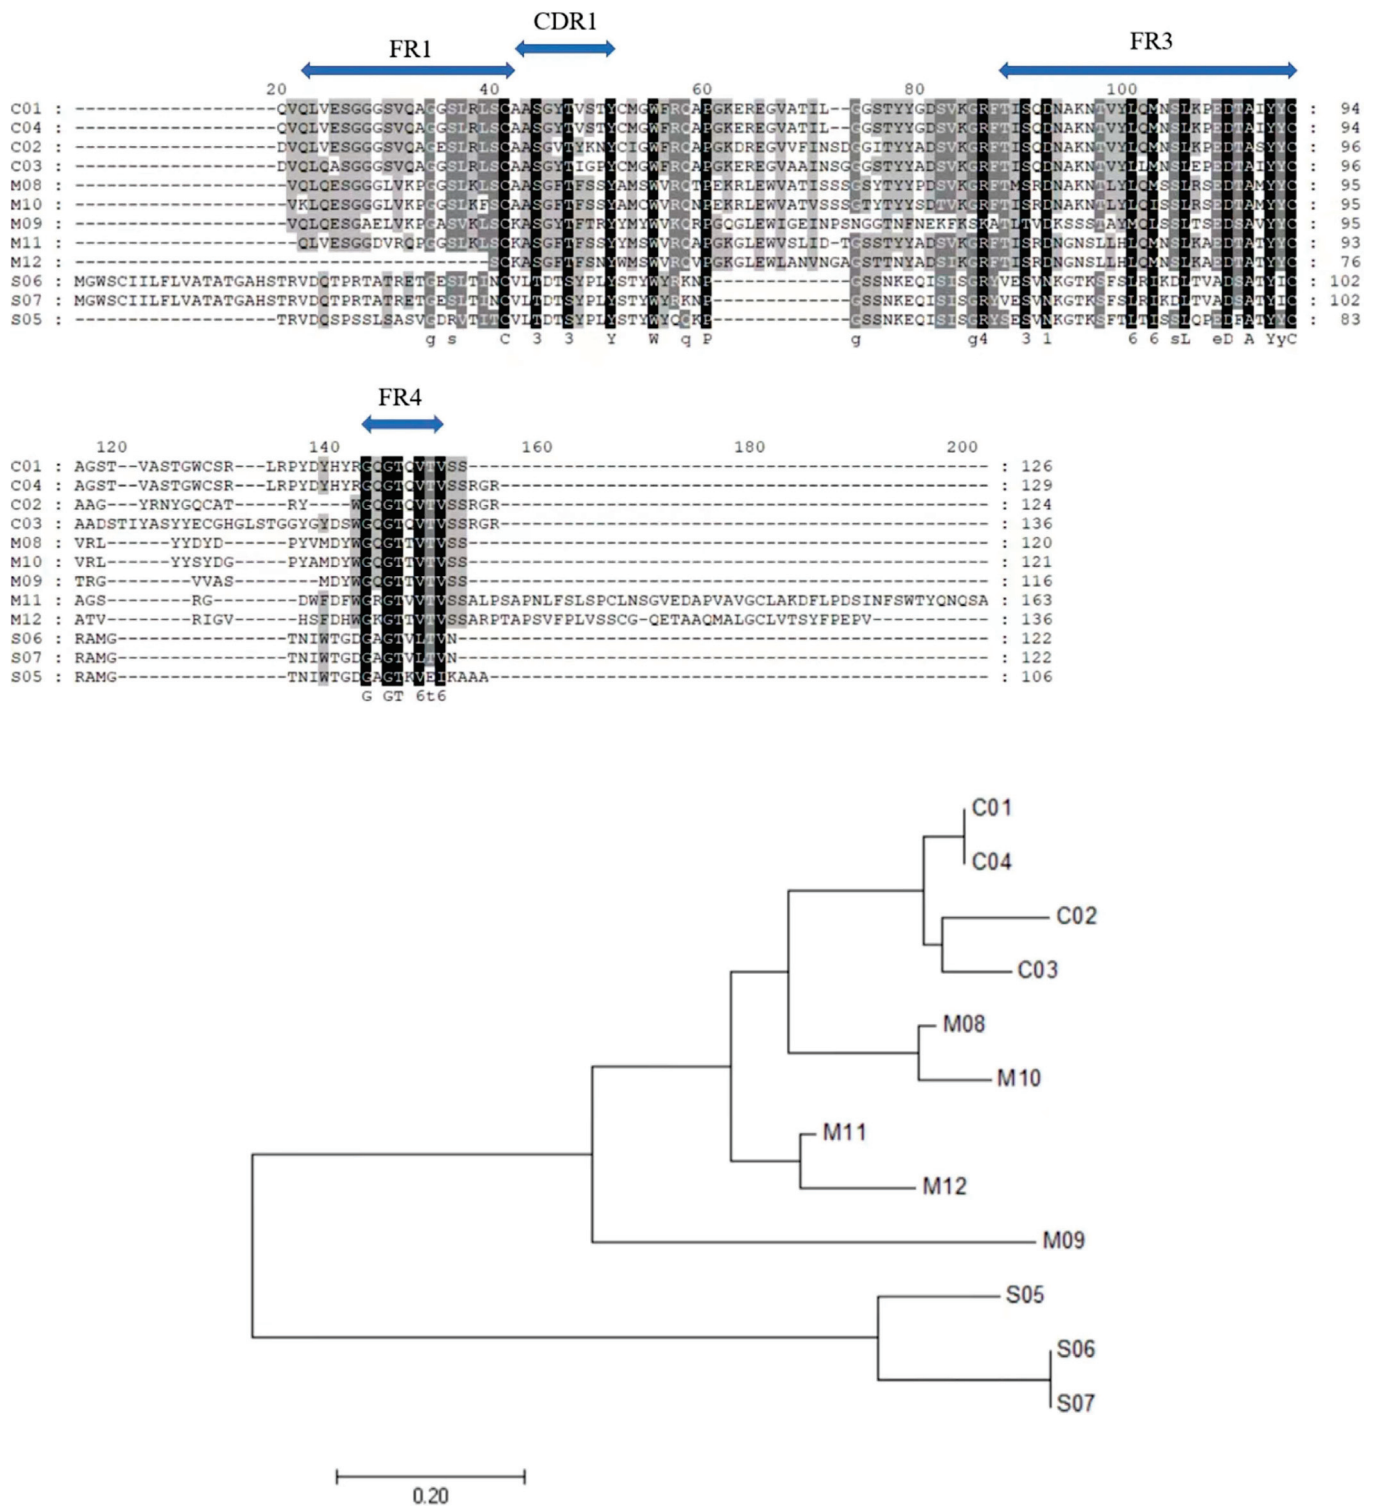 FR1
CDR1
FR3
20 40 60 80 100
C01 : -------------------QVQLVESGGGSVQAGGSLRLSCAASGYTVSTYCMGWFRQAPGKEREGVATIL--GGSTYYGDSVKGRFTISQDNAKNTVYLQMNSLKPEDTAIYYC : 94
C04 : -------------------QVQLVESGGGSVQAGGSLRLSCAASGYTVSTYCMGWFRQAPGKEREGVATIL--GGSTYYGDSVKGRFTISQDNAKNTVYLQMNSLKPEDTAIYYC : 94
C02 : -------------------DVQLVESGGGSVQAGESLRLSCAASGVTYKNYCIGWFRQAPGKDREGVVFINSDGGITYYADSVKGRFTISQDNAKNTVYLQMNSLKPEDTASYYC : 96
C03 : -------------------DVQLQASGGGSVQAGGSLRLSCAASGYTIGPYCMGWFRQAPGKEREGVAAINSGGGSTYYADSVKGRFTISQDNAKNTVYLLMNSLEPEDTAIYYC : 96
M08 : --------------------VQLQESGGGLVKPGGSLKLSCAASGFTFSSYAMSWVRQTPEKRLEWVATISSSGSYTYYPDSVKGRFTMSRDNAKNTLYLQMSSLRSEDTAMYYC : 95
M10 : --------------------VKLQESGGGLVKPGGSLKFSCAASGFTFSSYAMCWVRQNPEKRLEWVATVSSSGTYTYYSDTVKGRFTISRDNAKNTLYLQISSLRSEDTAMYYC : 95
M09 : --------------------VQLQESGAELVKPGASVKLSCKASGYTFTRYYMYWVKQRPGQGLEWIGEINPSNGGTNFNEKFKSKATLTVDKSSSTAYMQLSSLTSEDSAVYYC : 95
M11 : ---------------------QLVESGGDVRQPGGSLKLSCKASGFTFSSYYMSWVRQAPGKGLEWVSLID-TGSSTYYADSVKGRFTISRDNGNSLLHLQMNSLKAEDTATYYC : 93
M12 : ---------------------------------------SCKASGFTFSNYWMSWVRQVPGKGLEWLANVNGAGSTTNYADSIKGRFTISRDNGNSLLHLQMNSLKAEDTATYYC : 76
S06 : MGWSCIILFLVATATGAHSTRVDQTPRTATRETGESLTINCVLTDTSYPLYSTYWYRKNP-------------GSSNKEQISISGRYVESVNKGTKSFSLRIKDLTVADSATYIC : 102
S07 : MGWSCIILFLVATATGAHSTRVDQTPRTATRETGESLTINCVLTDTSYPLYSTYWYRKNP-------------GSSNKEQISISGRYVESVNKGTKSFSLRIKDLTVADSATYIC : 102
S05 : -------------------TRVDQSPSSLSASVGDRVTITCVLTDTSYPLYSTYWYQQKP-------------GSSNKEQISISGRYSESVNKGTKSFTLTISSLQPEDFATYYC : 83
g s C 3 3 Y W q P g g4 3 1 6 6 sL eD A YyC
FR4
120 140 160 180 200
C01 : AGST--VASTGWCSR---LRPYDYHYRGQGTQVTVSS------------------------------------------------- : 126
C04 : AGST--VASTGWCSR---LRPYDYHYRGQGTQVTVSSRGR---------------------------------------------- : 129
C02 : AAG---YRNYGQCAT-----RY----WGQGTQVTVSSRGR---------------------------------------------- : 124
C03 : AADSTIYASYYECGHGLSTGGYGYDSWGQGTQVTVSSRGR---------------------------------------------- : 136
M08 : VRL------YYDYD------PYVMDYWGQGTTVTVSS------------------------------------------------- : 120
M10 : VRL------YYSYDG-----PYAMDYWGQGTTVTVSS------------------------------------------------- : 121
M09 : TRG--------VVAS--------MDYWGQGTTVTVSS------------------------------------------------- : 116
M11 : AGS--------RG--------DWFDFWGRGTVVTVSSALPSAPNLFSLSPCLNSGVEDAPVAVGCLAKDFLPDSINFSWTYQNQSA : 163
M12 : ATV--------RIGV------HSFDHWGKGTTVTVSSARPTAPSVFPLVSSCG-QETAAQMALGCLVTSYFPEPV----------- : 136
S06 : RAMG----------------TNIWTGDGAGTVLTVN-------------------------------------------------- : 122
S07 : RAMG----------------TNIWTGDGAGTVLTVN-------------------------------------------------- : 122
S05 : RAMG----------------TNIWTGDGAGTKVEIKAAA----------------------------------------------- : 106
G GT 6t6
C01
C04
C02
C03
M08
M10
M11
M12
M09
S05
S06
S07
0.20